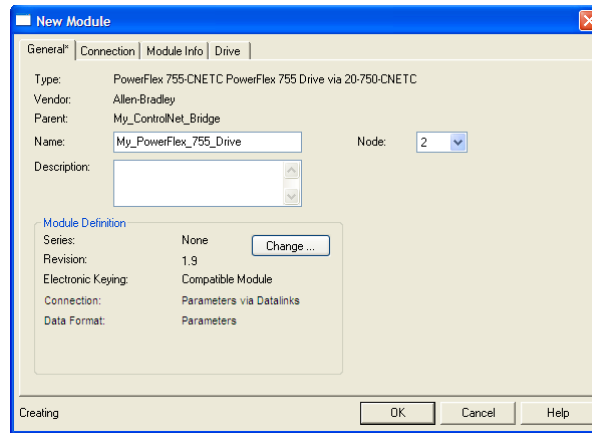 New Module
General* Connection Module Info Drive
Type: PowerFlex 755-CNETC PowerFlex 755 Drive via 20-750-CNETC
Vendor: Allen-Bradley
Parent: My_ControlNet_Bridge
Name: My_PowerFlex_755_Drive Node: 2
Description:
Module Definition
Series: None Change ...
Revision: 1.9
Electronic Keying: Compatible Module
Connection: Parameters via Datalinks
Data Format: Parameters
Creating OK Cancel Help